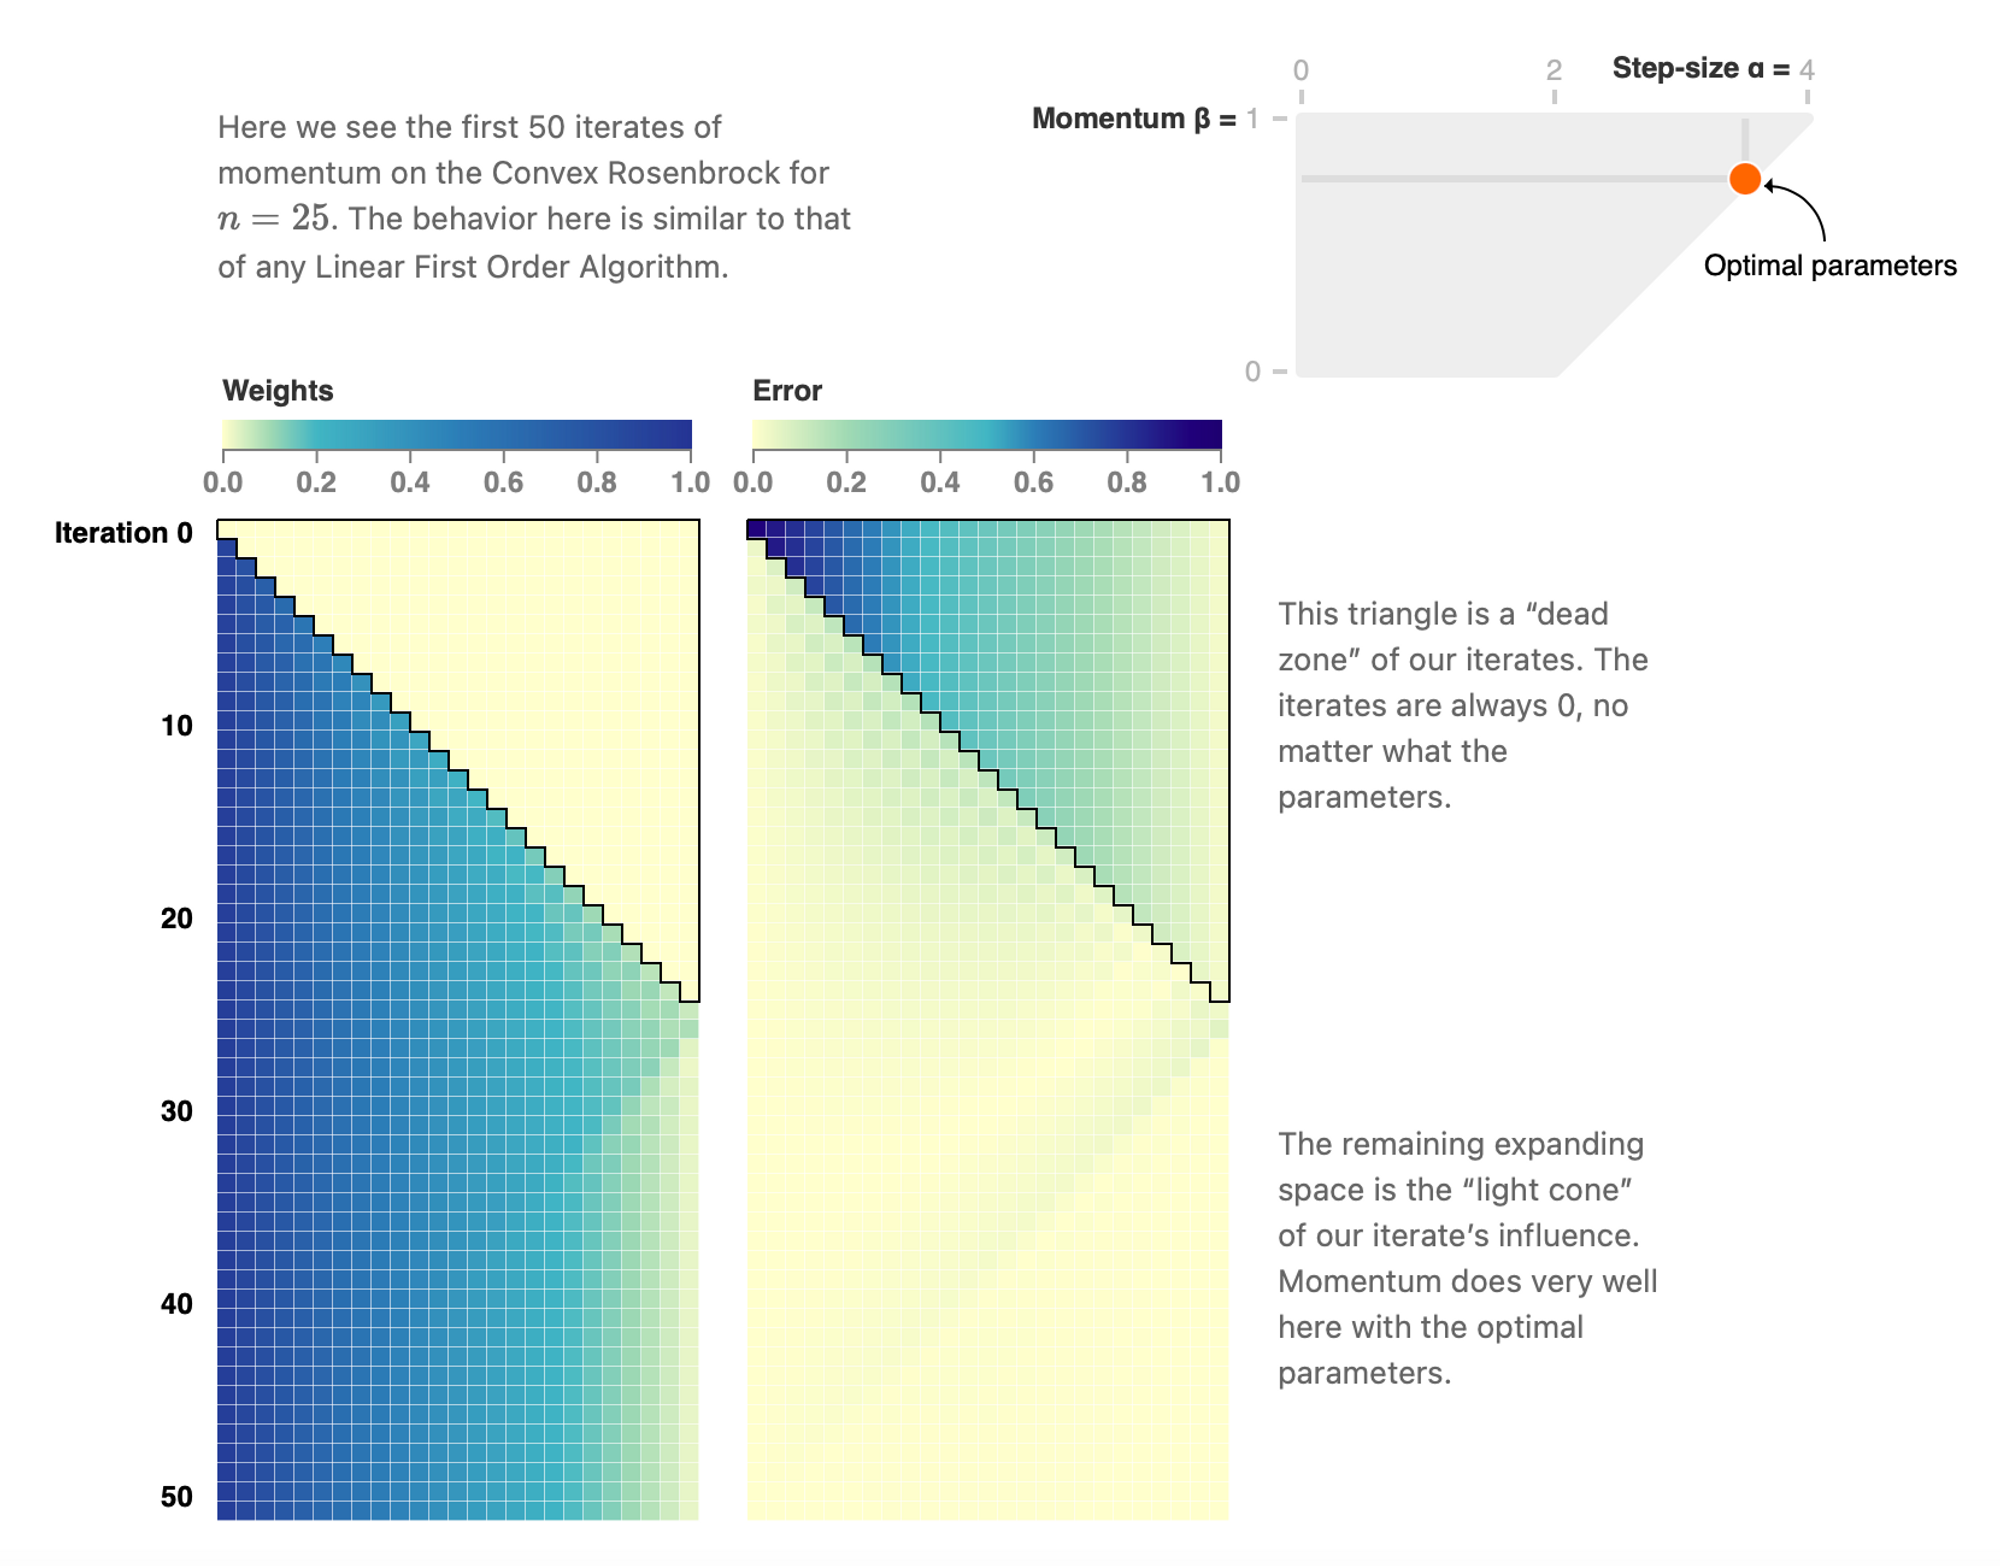 0 2 Step-size α = 4
Momentum β = 1
Here we see the first 50 iterates of
momentum on the Convex Rosenbrock for
n = 25. The behavior here is similar to that
of any Linear First Order Algorithm.
Optimal parameters
0
Weights
0.0 0.2 0.4 0.6 0.8 1.0
Error
0.0 0.2 0.4 0.6 0.8 1.0
Iteration 0
10
20
30
40
50
This triangle is a “dead
zone” of our iterates. The
iterates are always 0, no
matter what the
parameters.
The remaining expanding
space is the “light cone”
of our iterate’s influence.
Momentum does very well
here with the optimal
parameters.